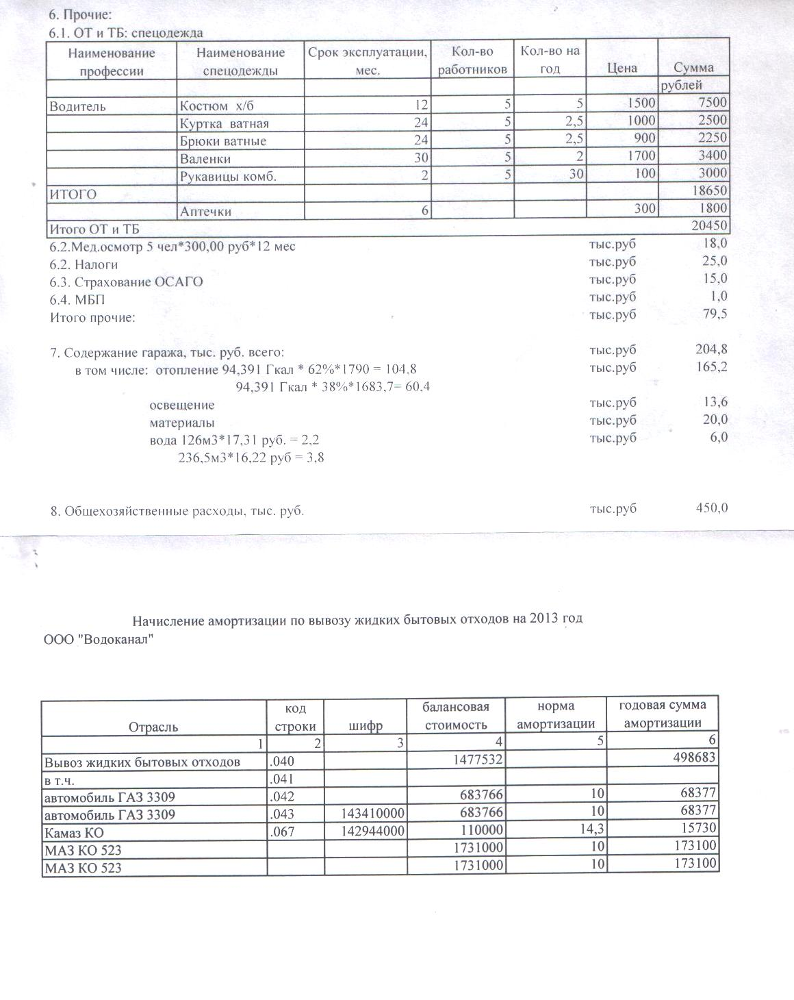 6. Прочие:
6.1. ОТ и ТБ: спецодежда
Наименование профессии | Наименование спецодежды | Срок эксплуатации, мес. | Кол-во работников | Кол-во на год | Цена | Сумма
рублей
Водитель | Костюм х/б | 12 | 5 | 5 | 1500 | 7500
Куртка ватная | 24 | 5 | 2,5 | 1000 | 2500
Брюки ватные | 24 | 5 | 2,5 | 900 | 2250
Валенки | 30 | 5 | 2 | 1700 | 3400
Рукавицы комб. | 2 | 5 | 30 | 100 | 3000
ИТОГО | 18650
Аптечки | 6 | 300 | 1800
Итого ОТ и ТБ | 20450
6.2.Мед.осмотр 5 чел*300,00 руб*12 мес тыс.руб 18,0
6.2. Налоги тыс.руб 25,0
6.3. Страхование ОСАГО тыс.руб 15,0
6.4. МБП тыс.руб 1,0
Итого прочие: тыс.руб 79,5
7. Содержание гаража, тыс. руб. всего: тыс.руб 204,8
в том числе: отопление 94,391 Гкал * 62%*1790 = 104,8 тыс.руб 165,2
94,391 Гкал * 38%*1683,7= 60,4
освещение тыс.руб 13,6
материалы тыс.руб 20,0
вода 126м3*17,31 руб. = 2,2 тыс.руб 6,0
236,5м3*16,22 руб = 3,8
8. Общехозяйственные расходы, тыс. руб. тыс.руб 450,0
Начисление амортизации по вывозу жидких бытовых отходов на 2013 год
ООО "Водоканал"
Отрасль | код строки | шифр | балансовая стоимость | норма амортизации | годовая сумма амортизации
1 | 2 | 3 | 4 | 5 | 6
Вывоз жидких бытовых отходов | .040 | 1477532 | 498683
в т.ч. | .041
автомобиль ГАЗ 3309 | .042 | 683766 | 10 | 68377
автомобиль ГАЗ 3309 | .043 | 143410000 | 683766 | 10 | 68377
Камаз КО | .067 | 142944000 | 110000 | 14,3 | 15730
МАЗ КО 523 | 1731000 | 10 | 173100
МАЗ КО 523 | 1731000 | 10 | 173100